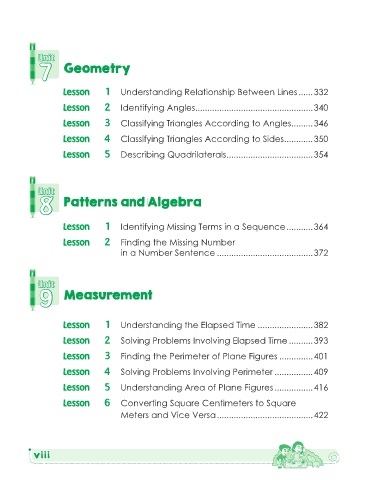 Unit
7 Geometry
Lesson 1 Understanding Relationship Between Lines......332
Lesson 2 Identifying Angles.................................................340
Lesson 3 Classifying Triangles According to Angles.........346
Lesson 4 Classifying Triangles According to Sides............350
Lesson 5 Describing Quadrilaterals....................................354
Unit
8 Patterns and Algebra
Lesson 1 Identifying Missing Terms in a Sequence...........364
Lesson 2 Finding the Missing Number
in a Number Sentence ........................................372
Unit
9 Measurement
Lesson 1 Understanding the Elapsed Time .......................382
Lesson 2 Solving Problems Involving Elapsed Time..........393
Lesson 3 Finding the Perimeter of Plane Figures ..............401
Lesson 4 Solving Problems Involving Perimeter ................409
Lesson 5 Understanding Area of Plane Figures................416
Lesson 6 Converting Square Centimeters to Square
Meters and Vice Versa........................................422
viii